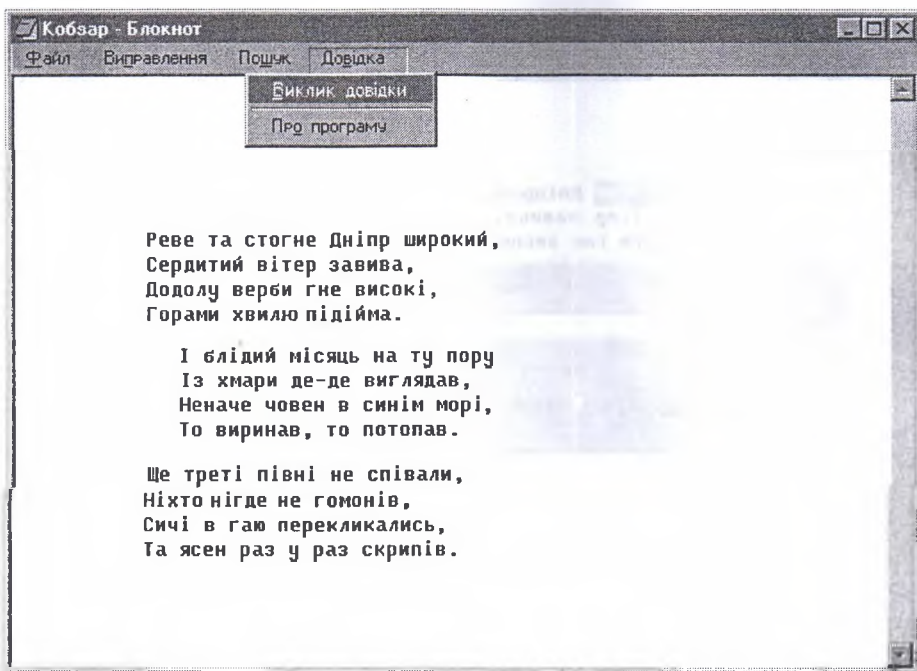 Кобзар - Блокнот
Файл Виправлення Пошук Довідка
Виклик довідки
Про програму
Реве та стогне Дніпр широкий,
Сердитий вітер завива,
Додолу верби гне високі,
Горами хвилю підійма.
І блідий місяць на ту пору
Із хмари де-де виглядав,
Неначе човен в синім морі,
То виринав, то потопав.
Ще треті півні не співали,
Ніхто нігде не гомонів,
Сичі в гаю перекликались,
Та ясен раз у раз скрипів.